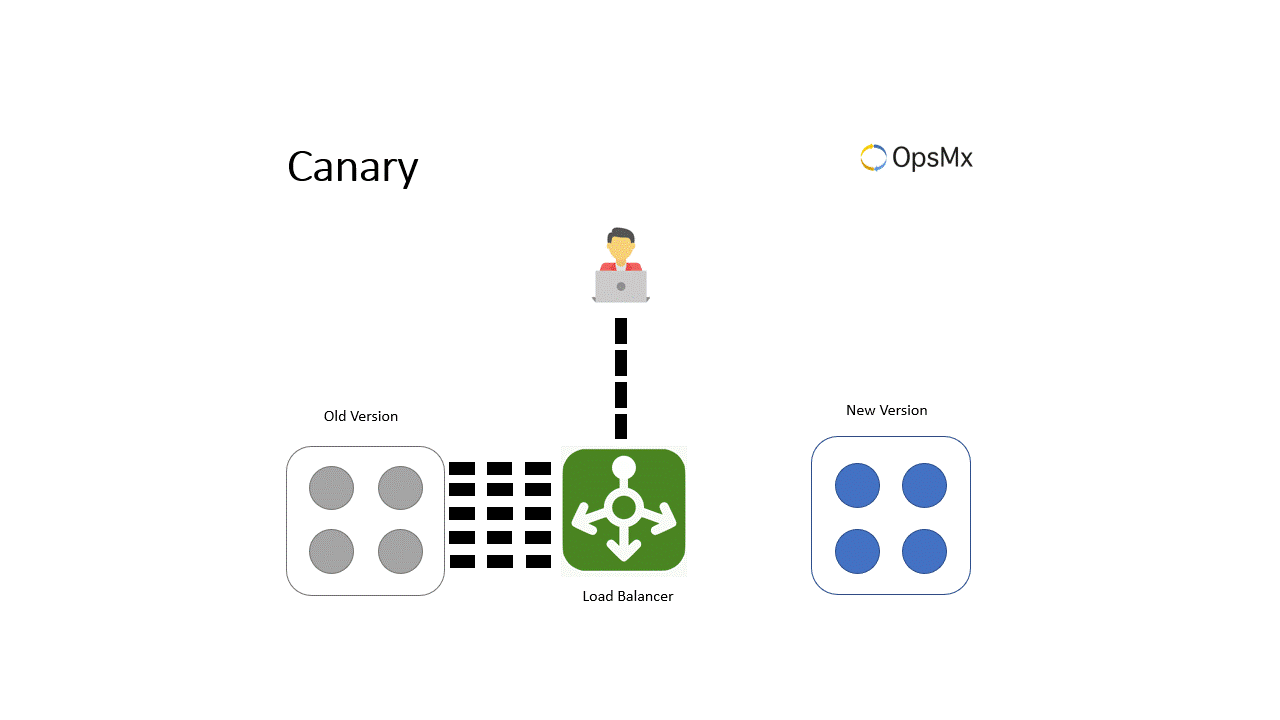 Canary
OpsMx
Old Version
New Version
Load Balancer